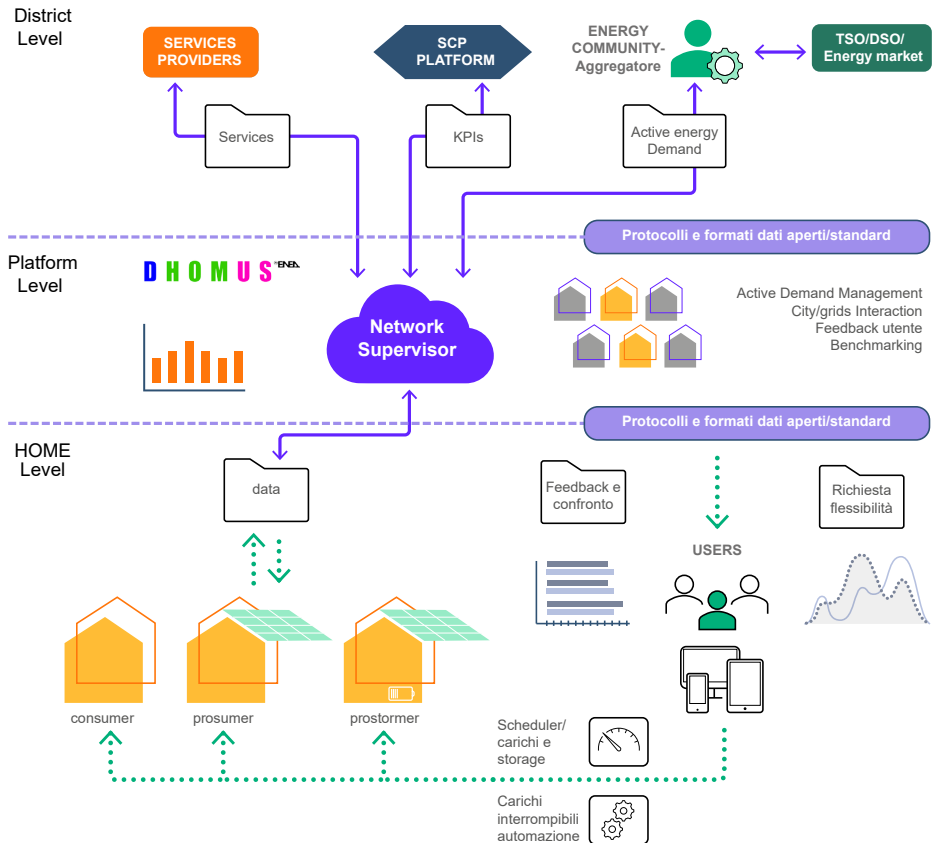 District
Level
SERVICES
PROVIDERS
SCP
PLATFORM
ENERGY
COMMUNITY-
Aggregatore
TSO/DSO/
Energy market
Services
KPIs
Active energy
Demand
Protocolli e formati dati aperti/standard
Platform
Level
DHOMUS ENEA
Network
Supervisor
Active Demand Management
City/grids Interaction
Feedback utente
Benchmarking
Protocolli e formati dati aperti/standard
HOME
Level
data
Feedback e
confronto
Richiesta
flessibilità
USERS
consumer
prosumer
prostormer
Scheduler/
carichi e
storage
Carichi
interrompibili
automazione